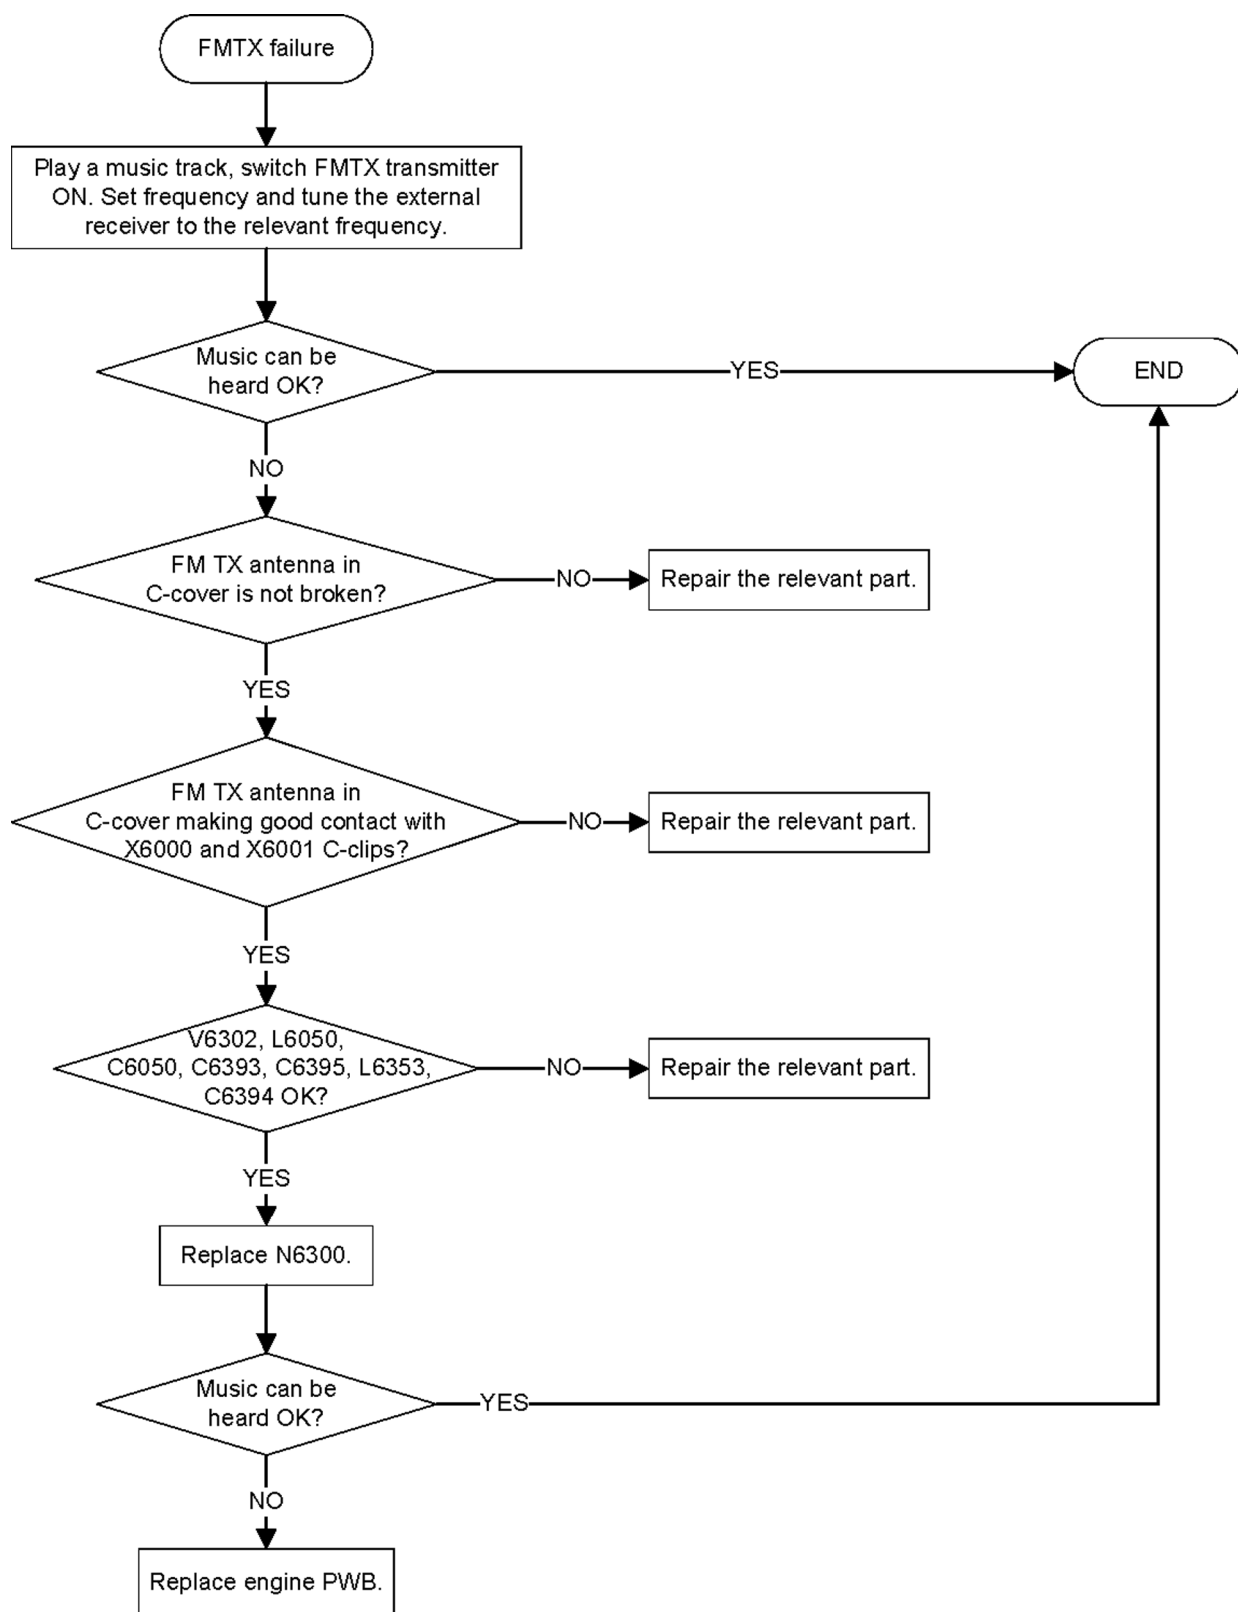 FMTX failure
Play a music track, switch FMTX transmitter
ON. Set frequency and tune the external
receiver to the relevant frequency.
Music can be
heard OK?
YES
END
NO
FM TX antenna in
C-cover is not broken?
NO
Repair the relevant part.
YES
FM TX antenna in
C-cover making good contact with
X6000 and X6001 C-clips?
NO
Repair the relevant part.
YES
V6302, L6050,
C6050, C6393, C6395, L6353,
C6394 OK?
NO
Repair the relevant part.
YES
Replace N6300.
Music can be
heard OK?
YES
NO
Replace engine PWB.